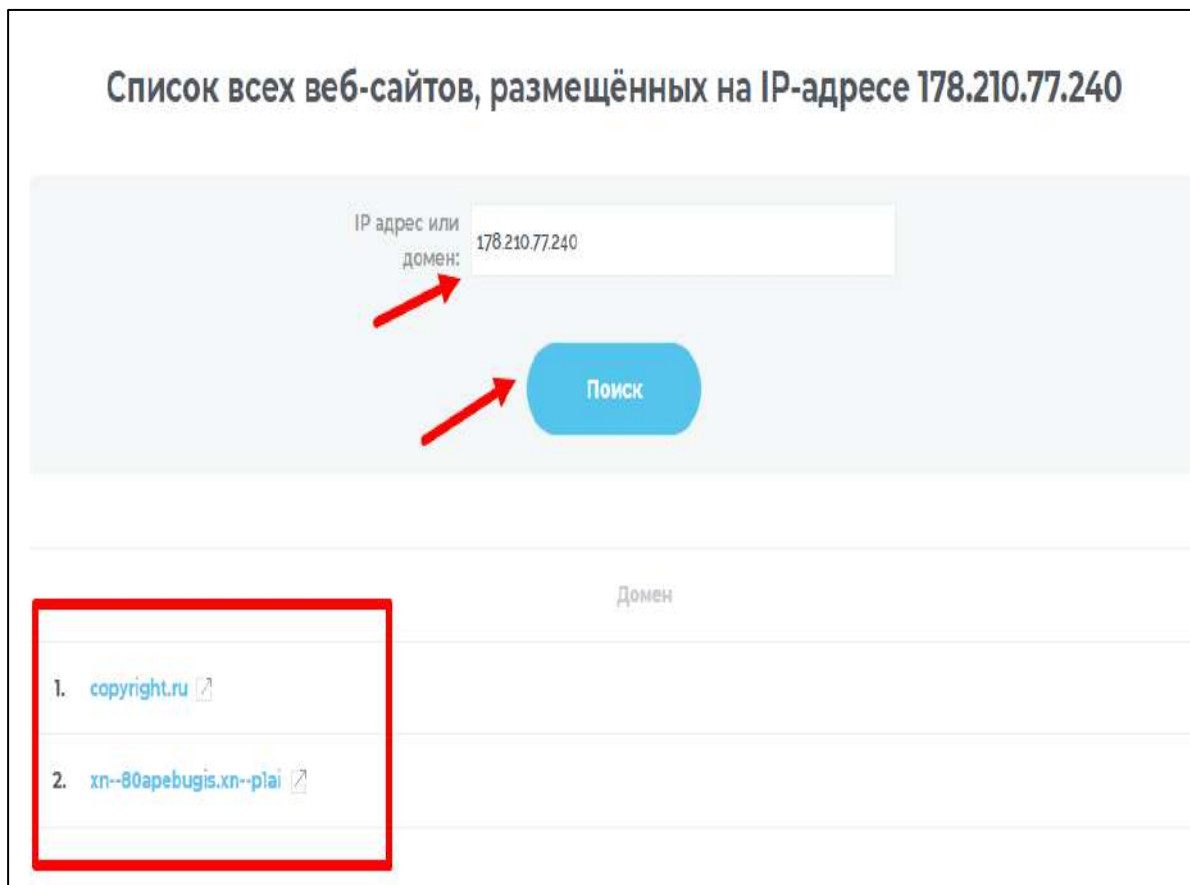 Список всех веб-сайтов, размещённых на IP-адресе 178.210.77.240
IP адрес или
домен:
178.210.77.240
Поиск
Домен
1. copyright.ru
2. xn--80apebugis.xn--p1ai